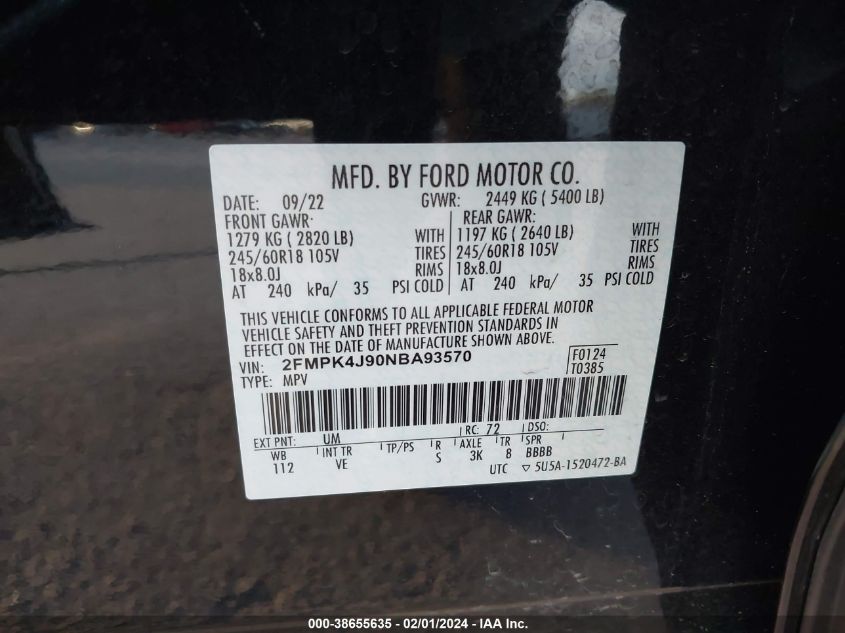 MFD. BY FORD MOTOR CO.
DATE: 09/22 GVWR: 2449 KG ( 5400 LB)
FRONT GAWR: REAR GAWR:
1279 KG ( 2820 LB) WITH 1197 KG ( 2640 LB) WITH
245/60R18 105V TIRES 245/60R18 105V TIRES
18x8.0J RIMS 18x8.0J RIMS
AT 240 kPa/ 35 PSI COLD AT 240 kPa/ 35 PSI COLD
THIS VEHICLE CONFORMS TO ALL APPLICABLE FEDERAL MOTOR
VEHICLE SAFETY AND THEFT PREVENTION STANDARDS IN
EFFECT ON THE DATE OF MANUFACTURE SHOWN ABOVE.
VIN: 2FMPK4J90NBA93570 F0124
TYPE: MPV T0385
EXT PNT: UM RC: 72 DSO:
WB INT TR TP/PS R AXLE TR SPR
112 VE S 3K 8 BBBB
UTC ▽ 5U5A-1520472-BA
000-38655635 - 02/01/2024 - IAA Inc.